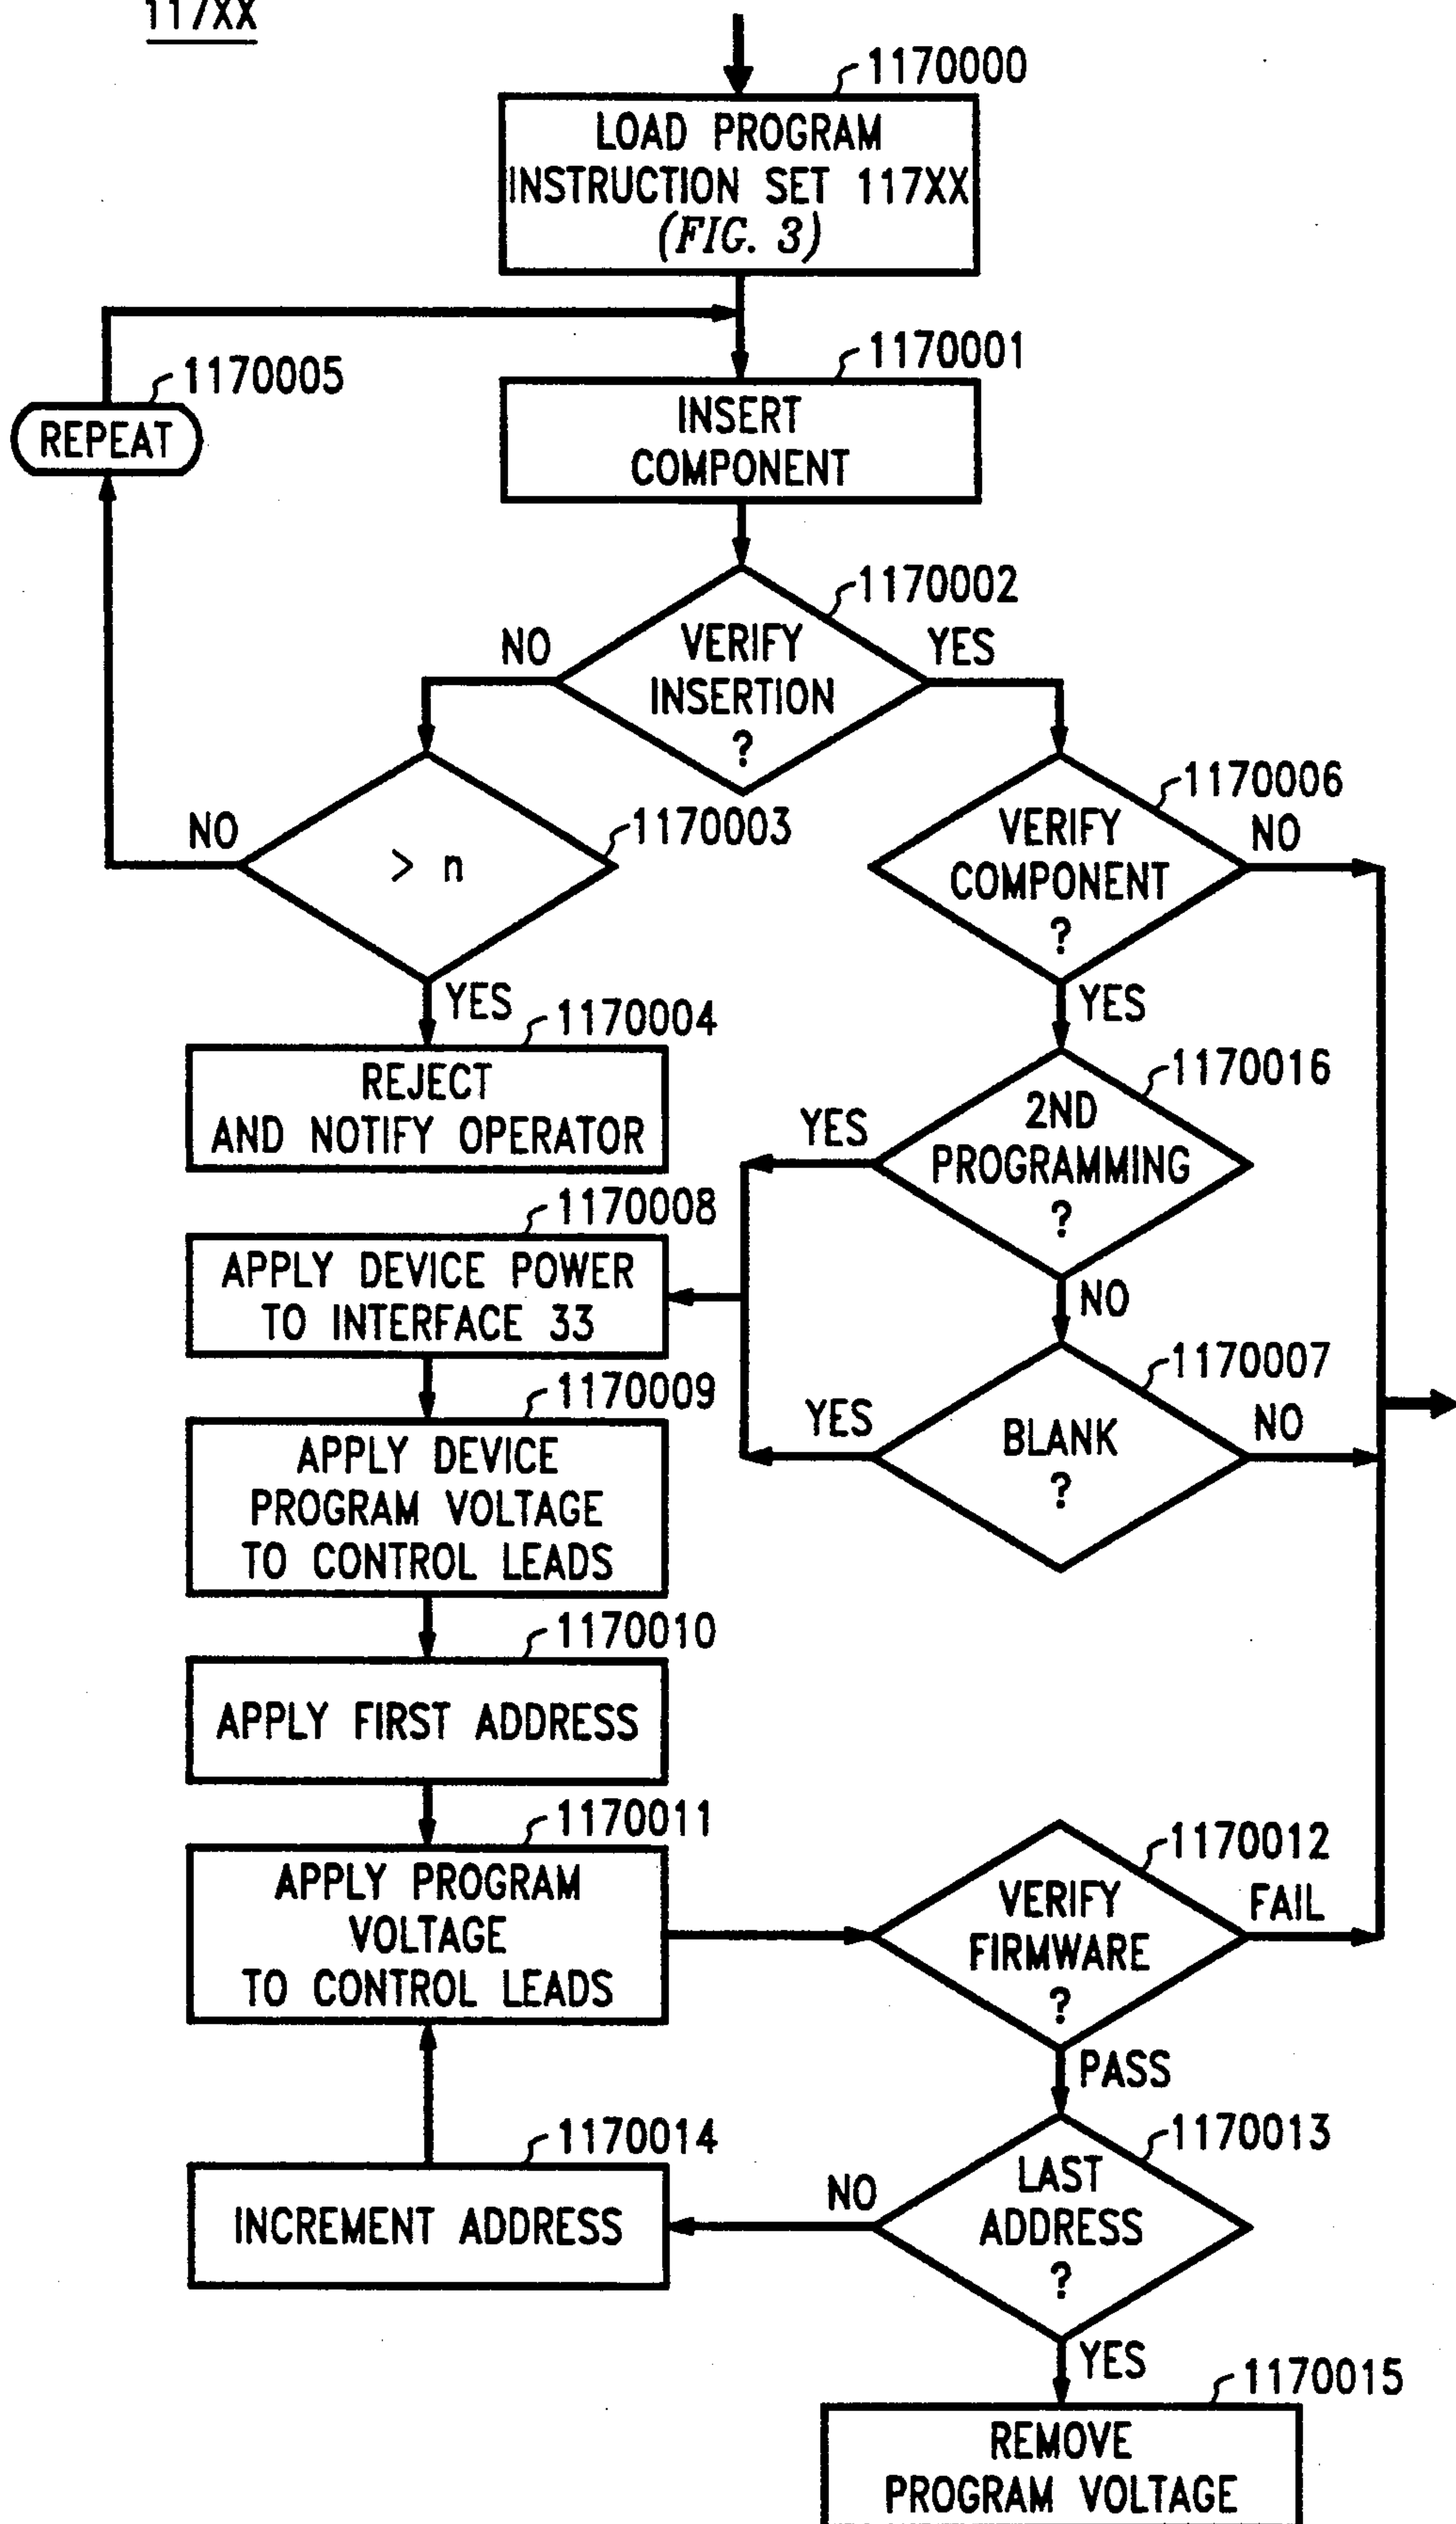 117XX
1170000
LOAD PROGRAM
INSTRUCTION SET 117XX
(FIG. 3)
1170005
REPEAT
1170001
INSERT
COMPONENT
1170002
NO
VERIFY
INSERTION
?
YES
1170003
NO
> n
YES
1170006
VERIFY
COMPONENT
?
NO
YES
1170004
REJECT
AND NOTIFY OPERATOR
1170016
YES
2ND
PROGRAMMING
?
NO
1170008
APPLY DEVICE POWER
TO INTERFACE 33
1170007
YES
BLANK
?
NO
1170009
APPLY DEVICE
PROGRAM VOLTAGE
TO CONTROL LEADS
1170010
APPLY FIRST ADDRESS
1170011
APPLY PROGRAM
VOLTAGE
TO CONTROL LEADS
1170012
VERIFY
FIRMWARE
?
FAIL
PASS
1170014
INCREMENT ADDRESS
1170013
NO
LAST
ADDRESS
?
YES
1170015
REMOVE
PROGRAM VOLTAGE